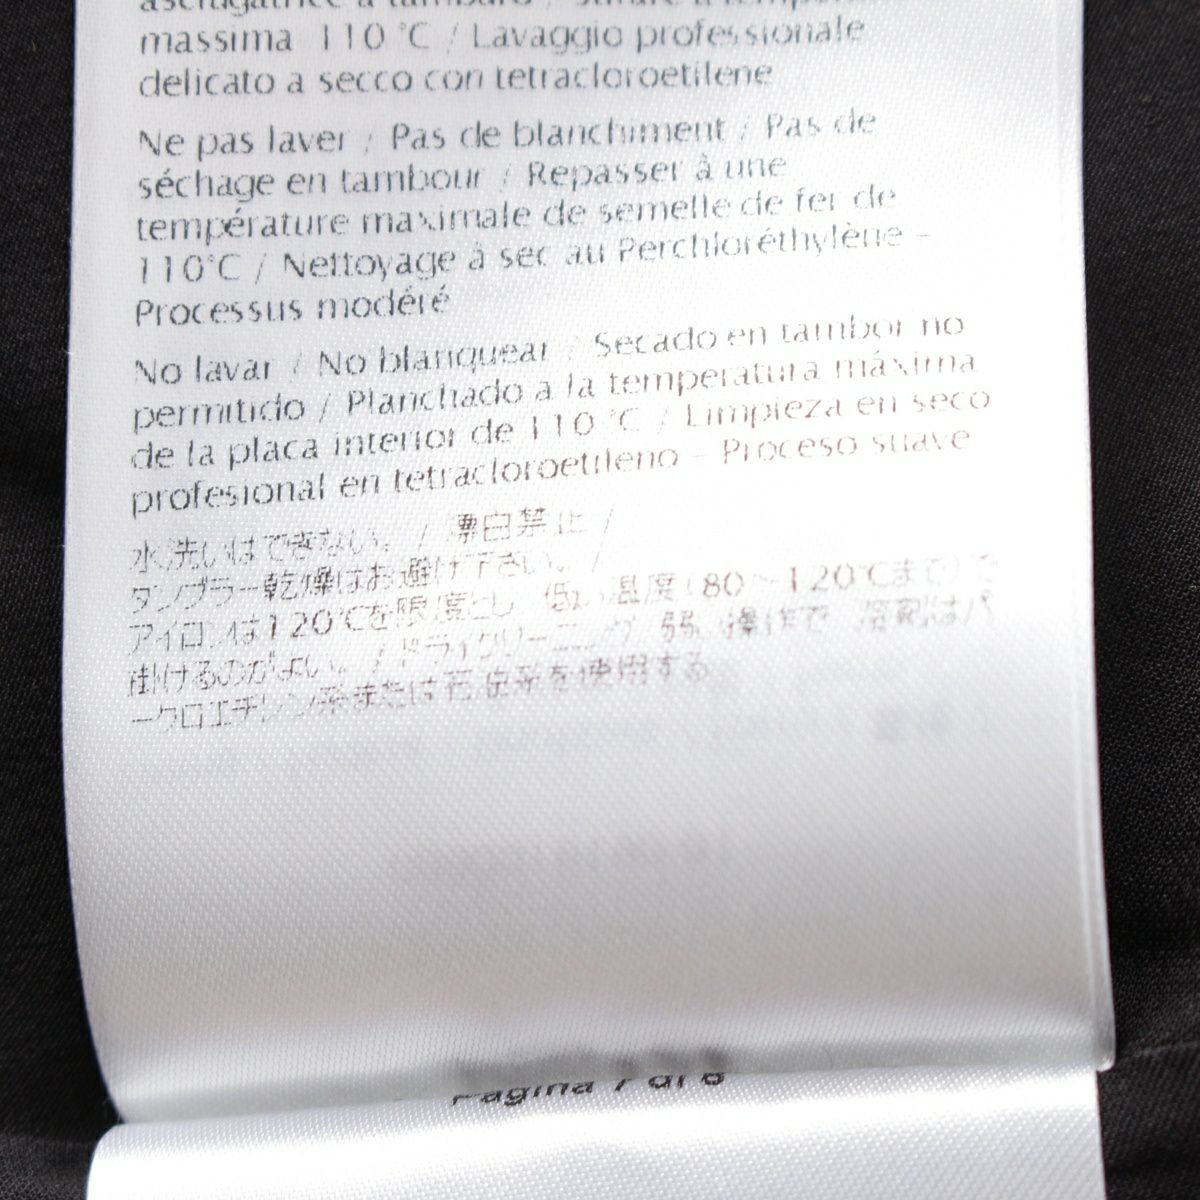 asciugatrice a tamburo / Stirare a temperatura
massima 110 °C / Lavaggio professionale
delicato a secco con tetracloroetilene
Ne pas laver / Pas de blanchiment / Pas de
séchage en tambour / Repasser à une
température maximale de semelle de fer de
110°C / Nettoyage à sec au Perchloréthylène -
Processus modéré
No lavar / No blanquear / Secado en tambor no
permitido / Planchado a la temperatura máxima
de la placa interior de 110 °C / Limpieza en seco
profesional en tetracloroetileno - Proceso suave
水洗いはできない。 / 漂白禁止 /
タンブラー乾燥はお避け下さい。 /
アイロンは120℃を限度とし 低い温度(80～120℃まで)で
掛けるのがよい。 / ドライクリーニング 弱い操作で 溶剤はパ
ークロエチレン系または石油系を使用する
Pagina 7 di 8